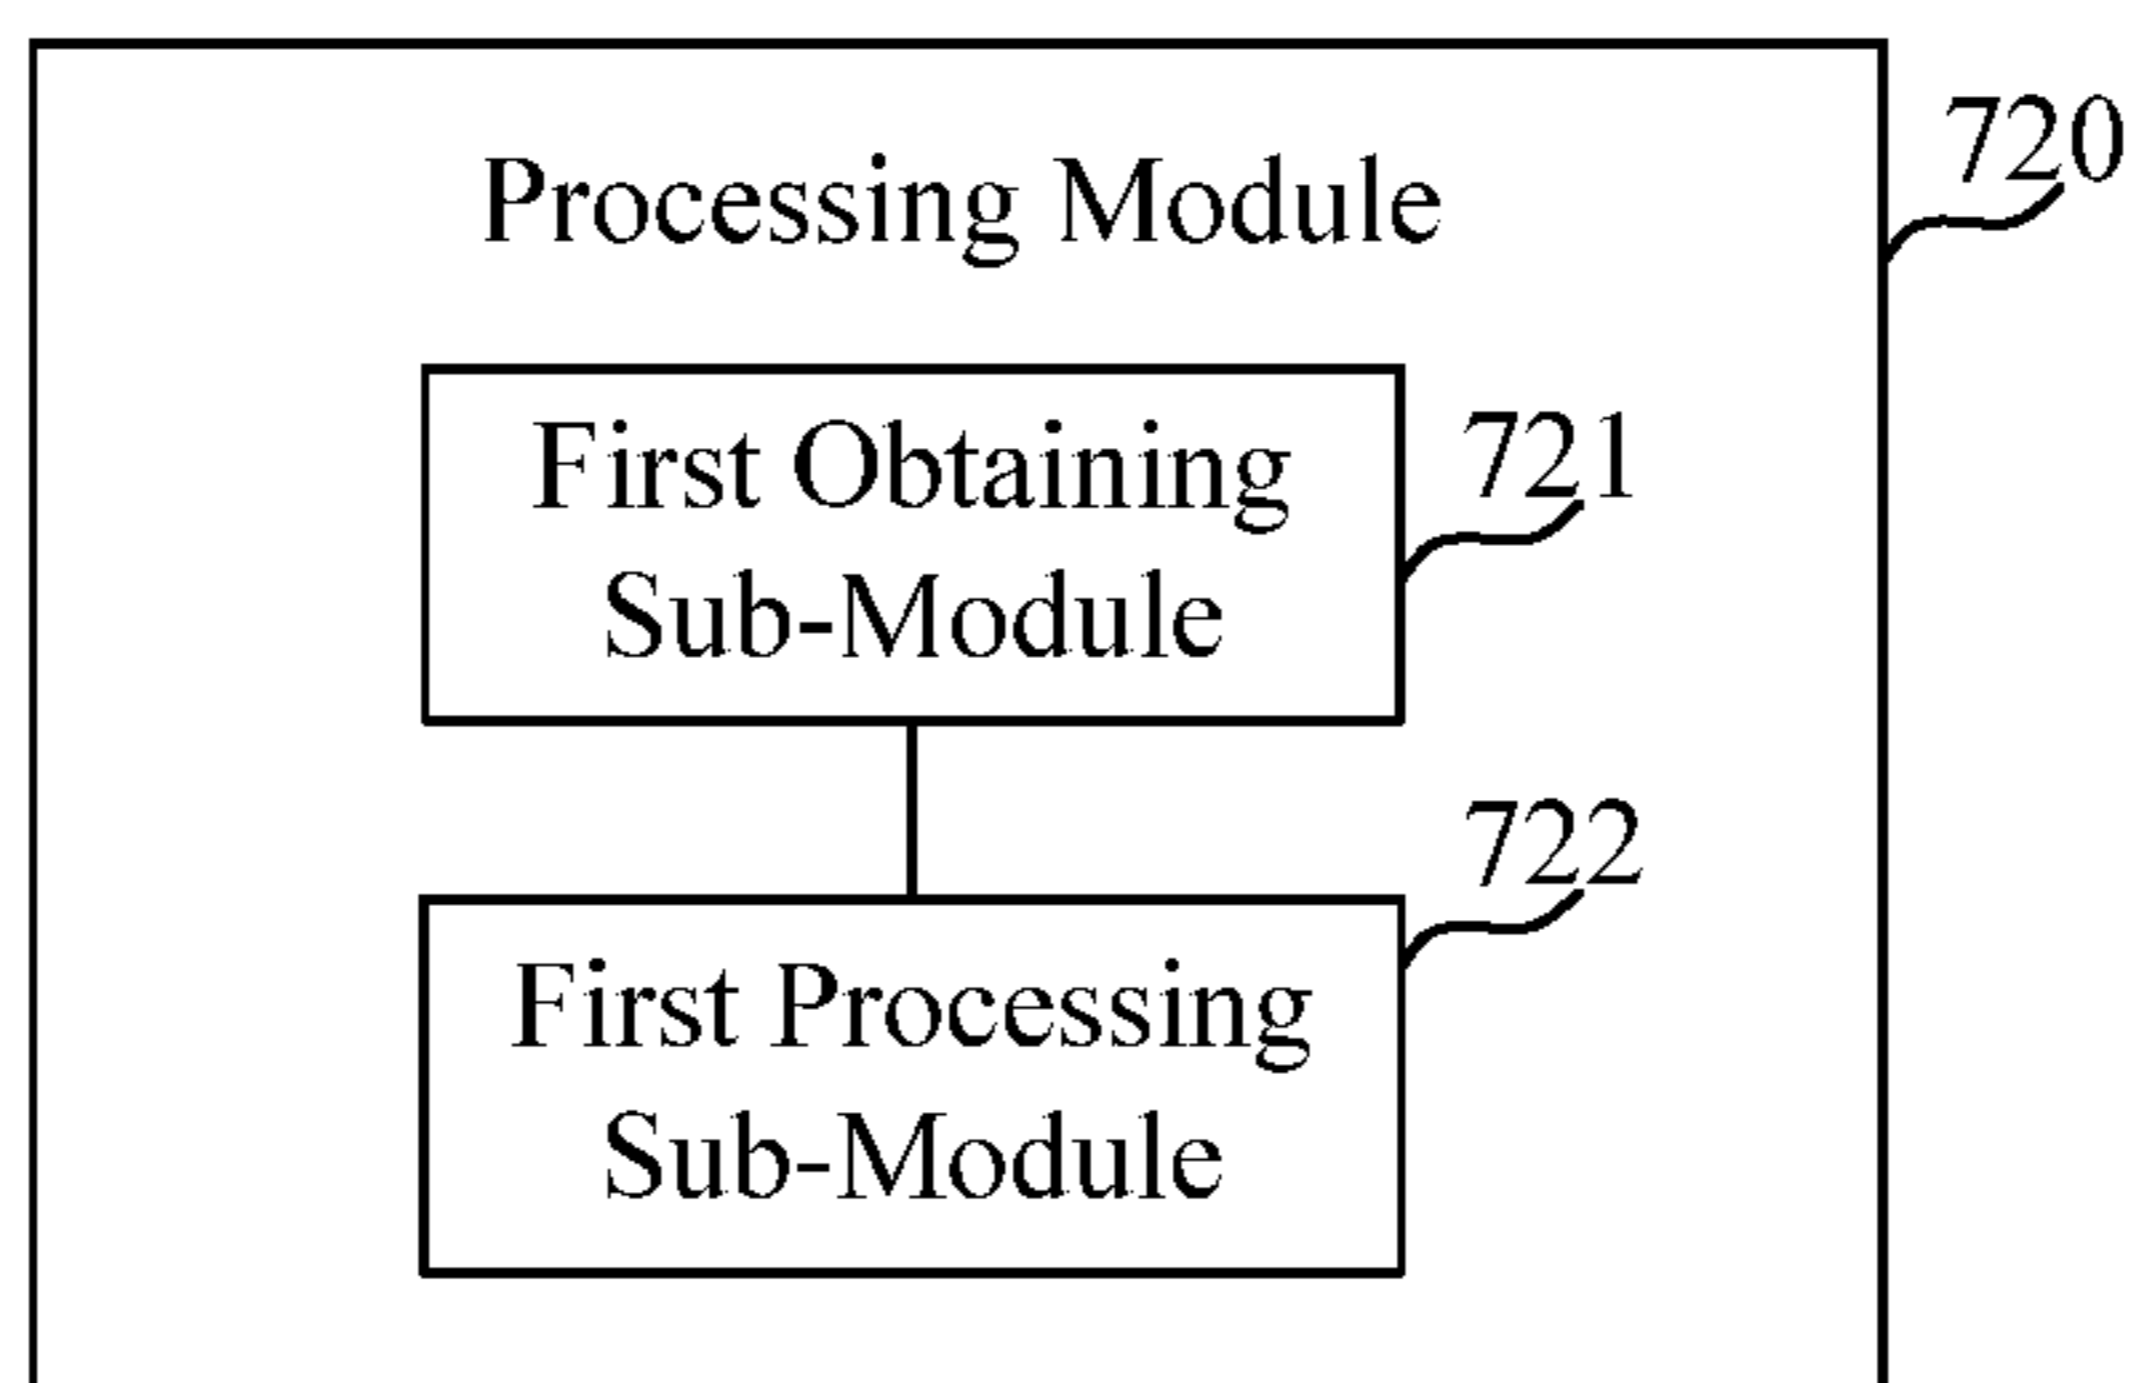 720
Processing Module
First Obtaining
Sub-Module
721
722
First Processing
Sub-Module